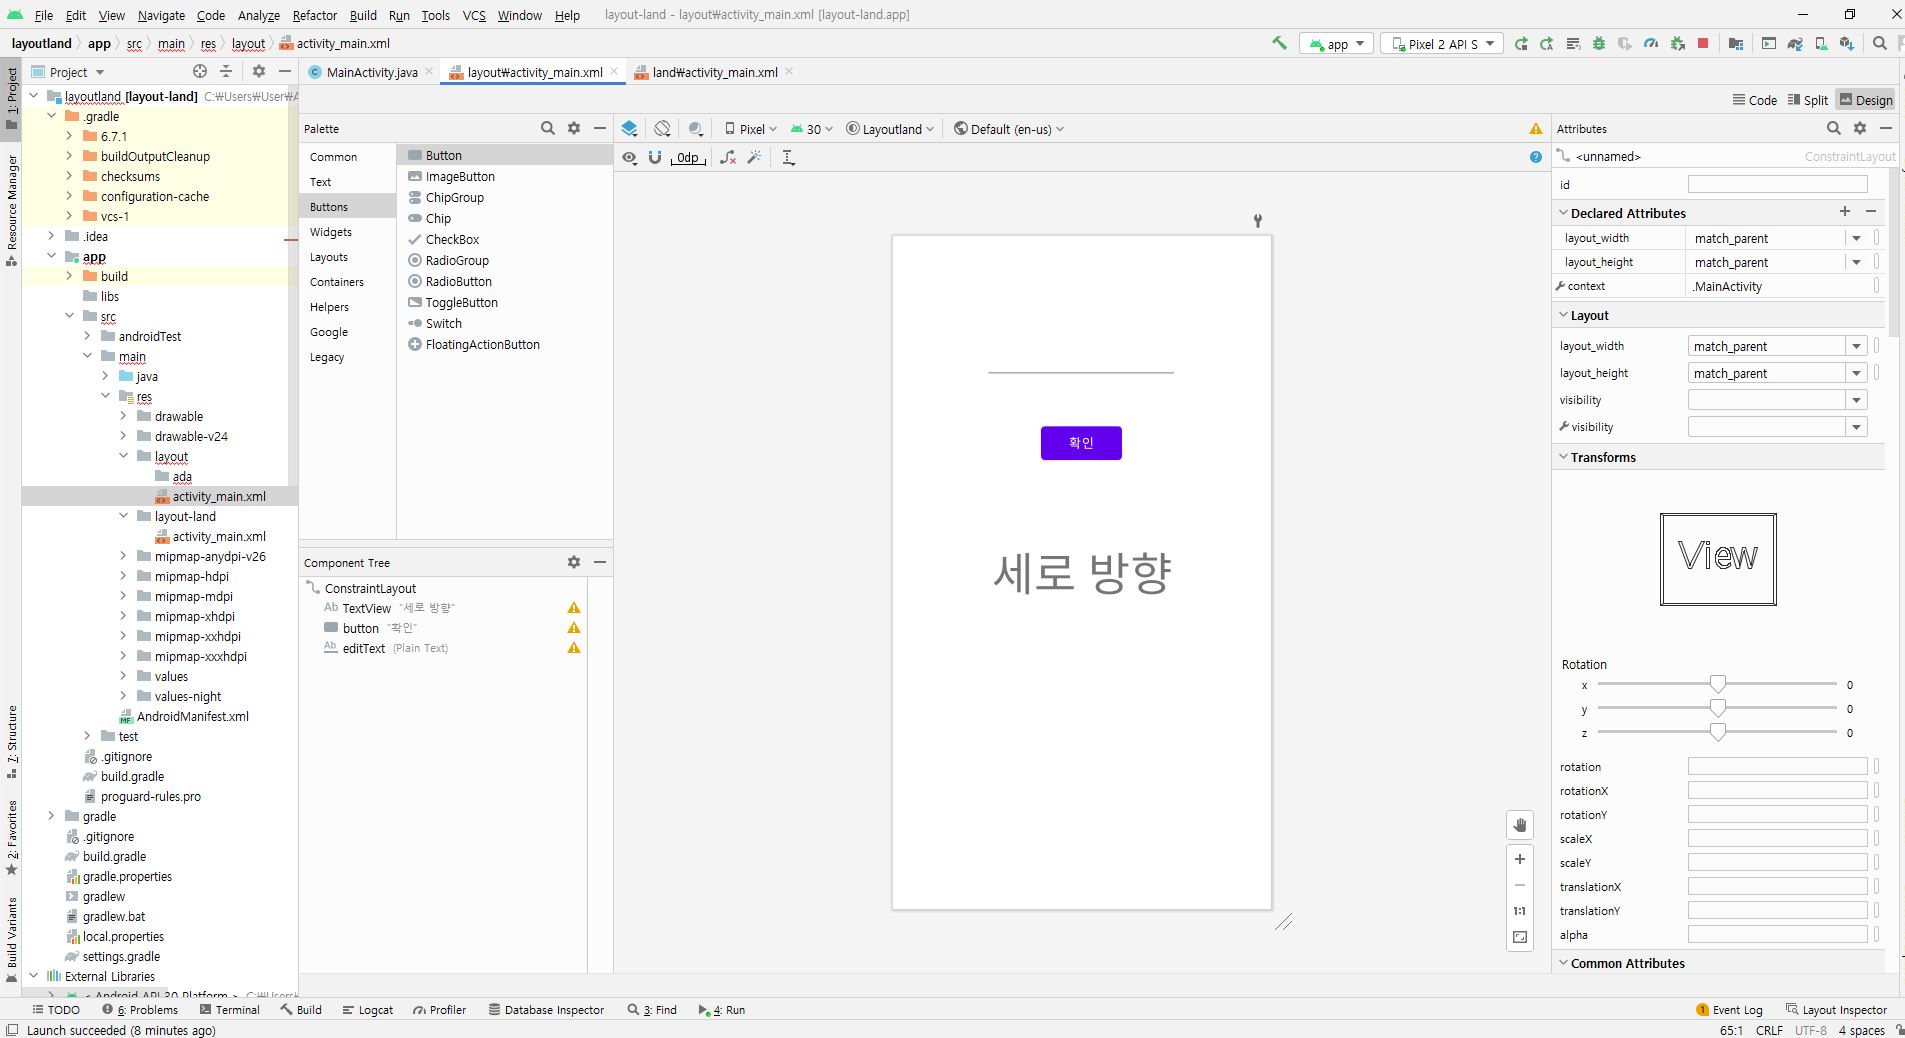 File Edit View Navigate Code Analyze Refactor Build Run Tools VCS Window Help layout-land - layout₩activity_main.xml [layout-land.app]
layoutland app src main res layout activity_main.xml app Pixel 2 API S
Project MainActivity.java layout₩activity_main.xml land₩activity_main.xml
1: Project
Resource Manager
7: Structure
2: Favorites
Build Variants
layoutland [layout-land] C:₩Users₩User₩A
.gradle
6.7.1
buildOutputCleanup
checksums
configuration-cache
vcs-1
.idea
app
build
libs
src
androidTest
main
java
res
drawable
drawable-v24
layout
ada
activity_main.xml
layout-land
activity_main.xml
mipmap-anydpi-v26
mipmap-hdpi
mipmap-mdpi
mipmap-xhdpi
mipmap-xxhdpi
mipmap-xxxhdpi
values
values-night
AndroidManifest.xml
test
.gitignore
build.gradle
proguard-rules.pro
gradle
.gitignore
build.gradle
gradle.properties
gradlew
gradlew.bat
local.properties
settings.gradle
External Libraries
< Android API 30 Platform > C:₩Users₩
Palette
Common
Text
Buttons
Widgets
Layouts
Containers
Helpers
Google
Legacy
Button
ImageButton
ChipGroup
Chip
CheckBox
RadioGroup
RadioButton
ToggleButton
Switch
FloatingActionButton
Component Tree
ConstraintLayout
Ab TextView "세로 방향"
button "확인"
Ab editText (Plain Text)
Code Split Design
Pixel 30 Layoutland Default (en-us)
0dp
확인
세로 방향
1:1
Attributes
<unnamed> ConstraintLayout
id
Declared Attributes
layout_width match_parent
layout_height match_parent
context .MainActivity
Layout
layout_width match_parent
layout_height match_parent
visibility
visibility
Transforms
View
Rotation
x 0
y 0
z 0
rotation
rotationX
rotationY
scaleX
scaleY
translationX
translationY
alpha
Common Attributes
TODO 6: Problems Terminal Build Logcat Profiler Database Inspector 3: Find 4: Run 1 Event Log Layout Inspector
Launch succeeded (8 minutes ago) 65:1 CRLF UTF-8 4 spaces